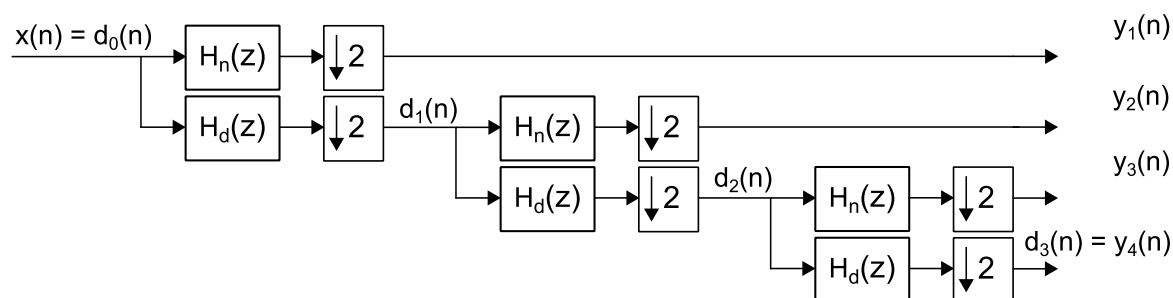 x(n) = d₀(n) Hₙ(z) ↓2 y₁(n)
H_d(z) ↓2 d₁(n) Hₙ(z) ↓2 y₂(n)
H_d(z) ↓2 d₂(n) Hₙ(z) ↓2 y₃(n)
H_d(z) ↓2 d₃(n) = y₄(n)